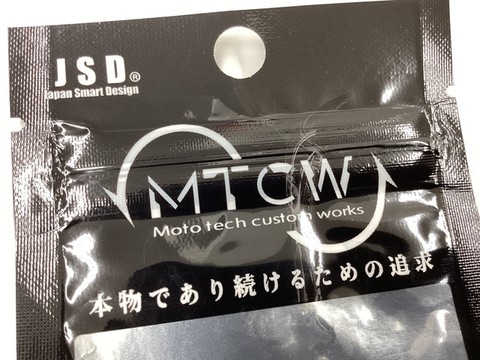 JSD®
Japan Smart Design
MTCW
Moto tech custom works
本物であり続けるための追求